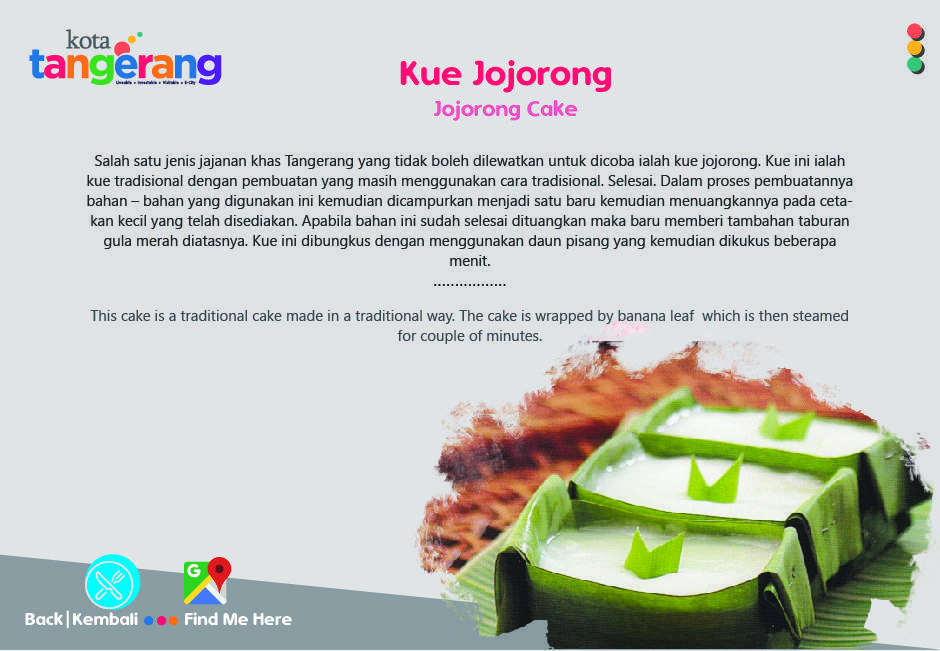 kota
tangerang
Liveable • Investable • Visitable • E-City
Kue Jojorong
Jojorong Cake
Salah satu jenis jajanan khas Tangerang yang tidak boleh dilewatkan untuk dicoba ialah kue jojorong. Kue ini ialah
kue tradisional dengan pembuatan yang masih menggunakan cara tradisional. Selesai. Dalam proses pembuatannya
bahan – bahan yang digunakan ini kemudian dicampurkan menjadi satu baru kemudian menuangkannya pada ceta-
kan kecil yang telah disediakan. Apabila bahan ini sudah selesai dituangkan maka baru memberi tambahan taburan
gula merah diatasnya. Kue ini dibungkus dengan menggunakan daun pisang yang kemudian dikukus beberapa
menit.
.................
This cake is a traditional cake made in a traditional way. The cake is wrapped by banana leaf which is then steamed
for couple of minutes.
G
Back|Kembali
Find Me Here